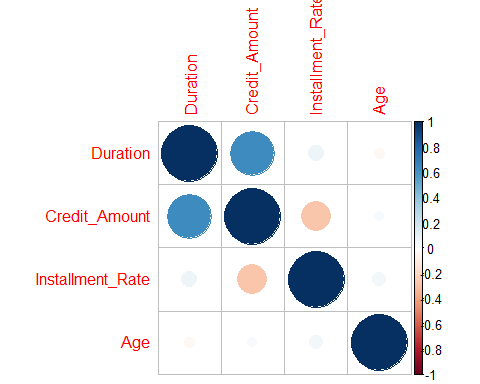 Duration
Credit_Amount
Installment_Rate
Age
Duration
Credit_Amount
Installment_Rate
Age
1
0.8
0.6
0.4
0.2
0
-0.2
-0.4
-0.6
-0.8
-1